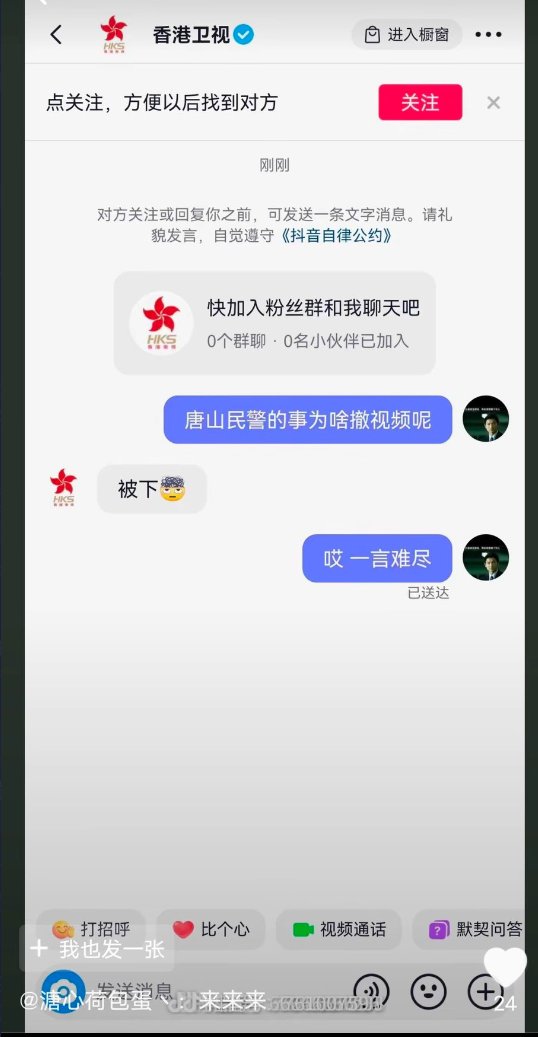 香港卫视
进入橱窗
HKS
点关注，方便以后找到对方
关注
刚刚
对方关注或回复你之前，可发送一条文字消息。请礼
貌发言，自觉遵守《抖音自律公约》
快加入粉丝群和我聊天吧
0个群聊 · 0名小伙伴已加入
HKS
香港衛視
唐山民警的事为啥撤视频呢
被下
HKS
哎 一言难尽
已送达
打招呼
比个心
视频通话
默契问答
+ 我也发一张
发送消息
@溏心荷包蛋丶：来来来
24